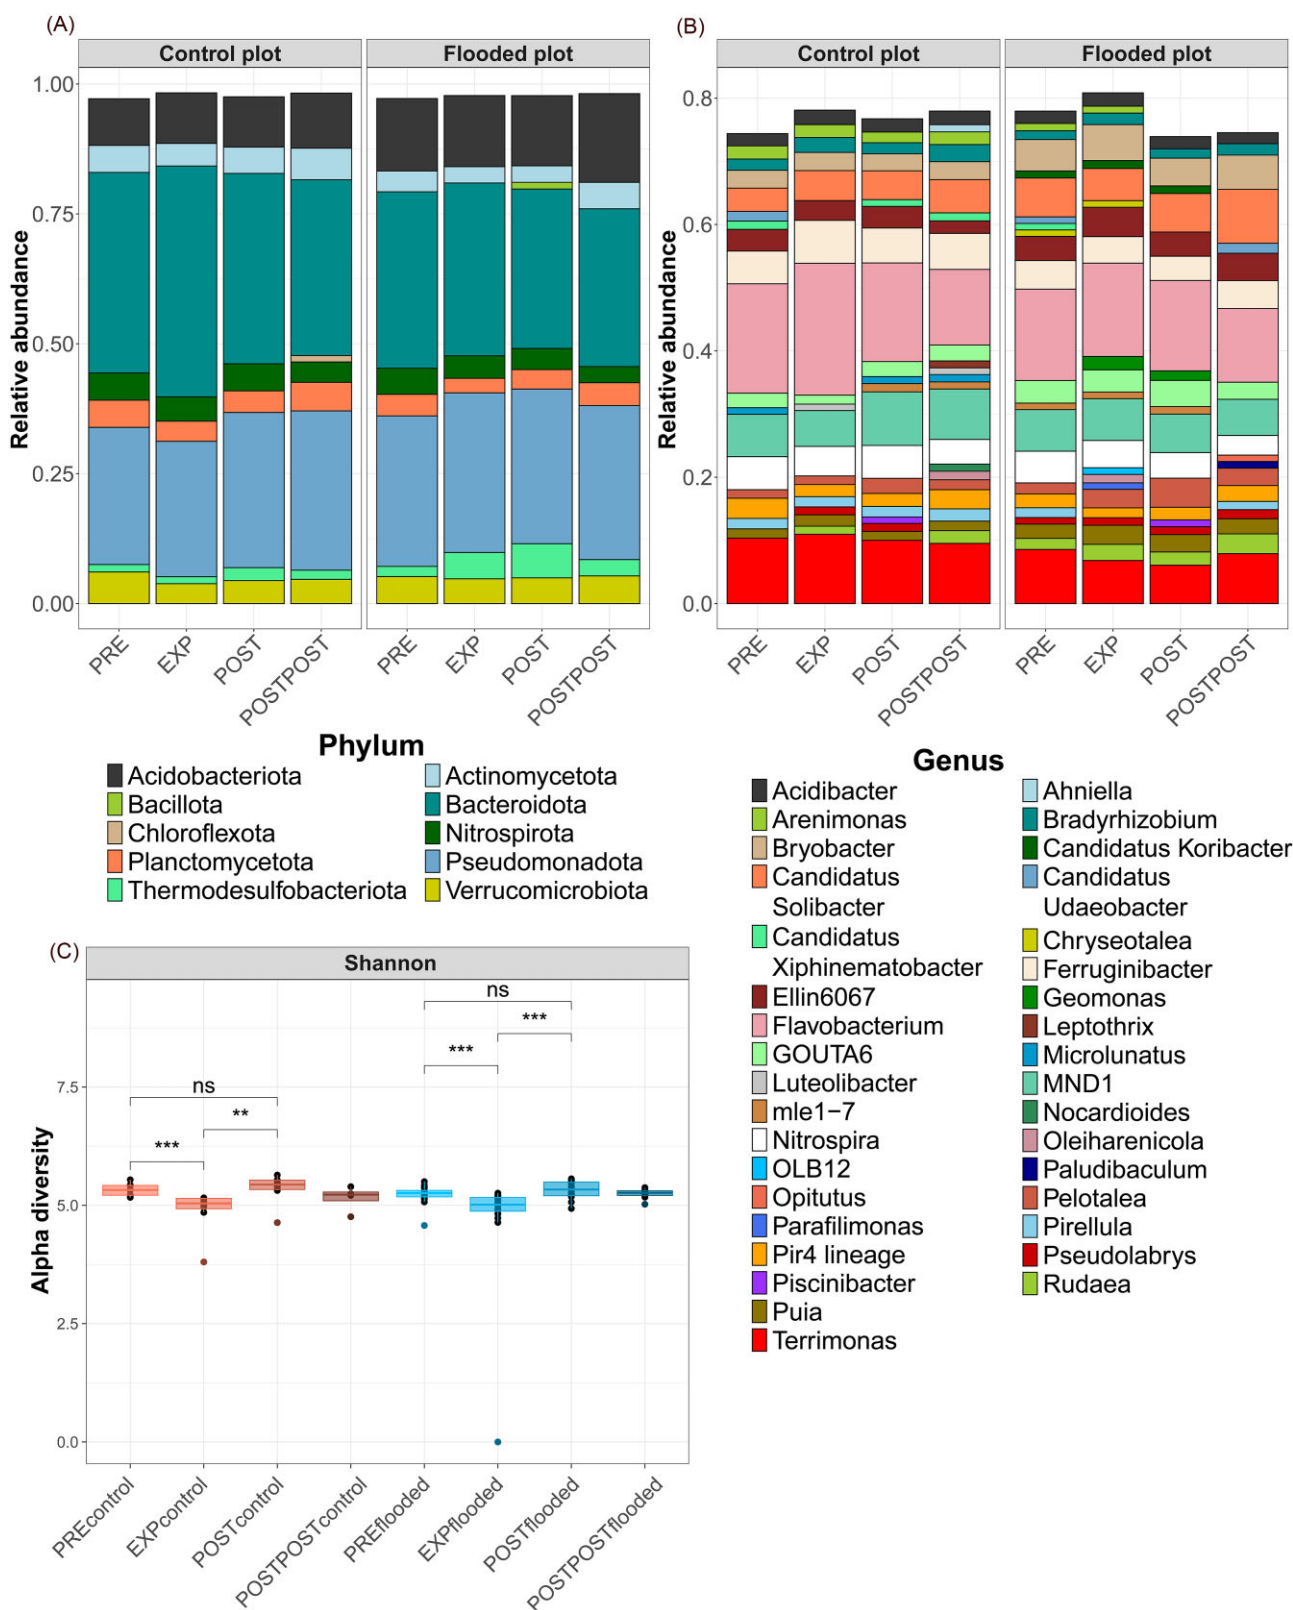 (A)
Control plot
Flooded plot
Relative abundance
1.00
0.75
0.50
0.25
0.00
PRE
EXP
POST
POSTPOST
PRE
EXP
POST
POSTPOST
Phylum
Acidobacteriota
Actinomycetota
Bacillota
Bacteroidota
Chloroflexota
Nitrospirota
Planctomycetota
Pseudomonadota
Thermodesulfobacteriota
Verrucomicrobiota
(B)
Control plot
Flooded plot
Relative abundance
0.8
0.6
0.4
0.2
0.0
PRE
EXP
POST
POSTPOST
PRE
EXP
POST
POSTPOST
Genus
Acidibacter
Arenimonas
Bryobacter
Candidatus
Solibacter
Candidatus
Xiphinematobacter
Ellin6067
Flavobacterium
GOUTA6
Luteolibacter
mle1−7
Nitrospira
OLB12
Opitutus
Parafilimonas
Pir4 lineage
Piscinibacter
Puia
Terrimonas
Ahniella
Bradyrhizobium
Candidatus Koribacter
Candidatus
Udaeobacter
Chryseotalea
Ferruginibacter
Geomonas
Leptothrix
Microlunatus
MND1
Nocardioides
Oleiharenicola
Paludibaculum
Pelotalea
Pirellula
Pseudolabrys
Rudaea
(C)
Shannon
Alpha diversity
7.5
5.0
2.5
0.0
ns
***
**
ns
***
***
PREcontrol
EXPcontrol
POSTcontrol
POSTPOSTcontrol
PREflooded
EXPflooded
POSTflooded
POSTPOSTflooded